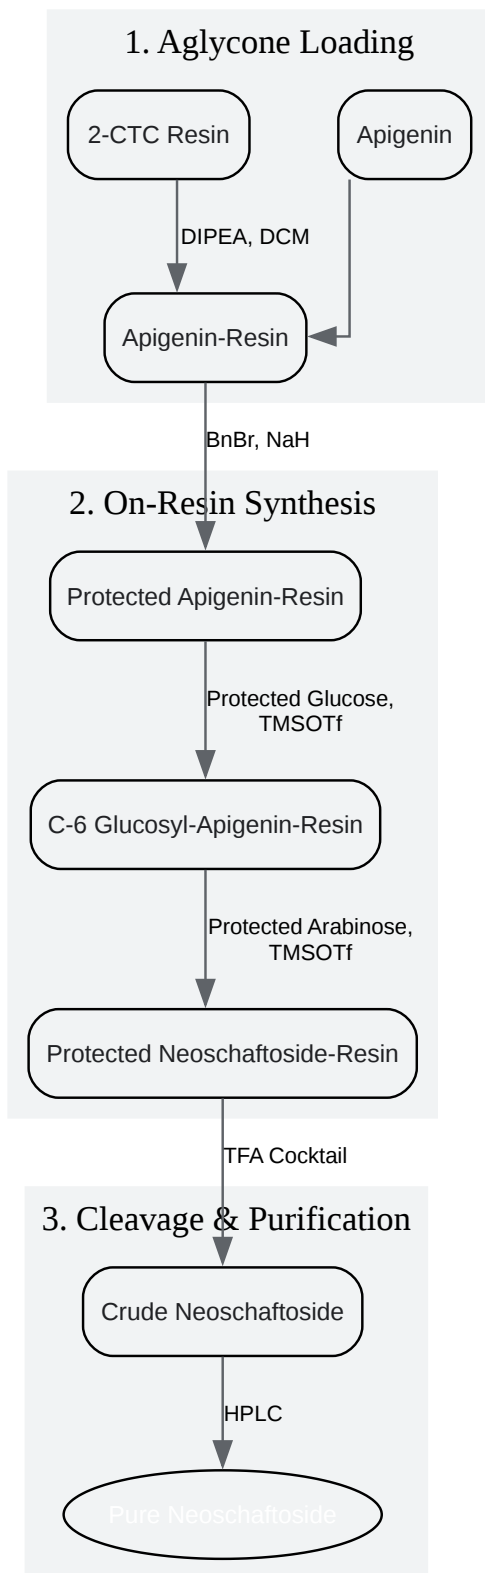 1. Aglycone Loading
2-CTC Resin
Apigenin
DIPEA, DCM
Apigenin-Resin
BnBr, NaH
2. On-Resin Synthesis
Protected Apigenin-Resin
Protected Glucose,
TMSOTf
C-6 Glucosyl-Apigenin-Resin
Protected Arabinose,
TMSOTf
Protected Neoschaftoside-Resin
TFA Cocktail
3. Cleavage & Purification
Crude Neoschaftoside
HPLC
Pure Neoschaftoside